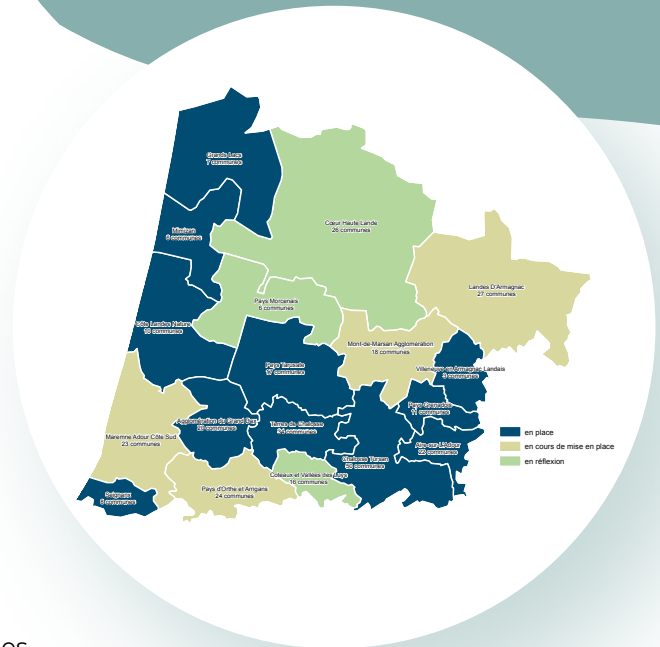 Grands Lacs
7 communes
Cœur Haute Lande
26 communes
Mimizan
6 communes
Landes D'Armagnac
27 communes
Pays Morcenais
6 communes
Côte Landes Nature
10 communes
Mont-de-Marsan Agglomération
18 communes
Pays Tarusate
17 communes
Villeneuve en Armagnac Landais
communes
Pays Grenadois
11 communes
Agglomération du Grand Dax
20 communes
Terres de Chalosse
34 communes
en place
Maremne Adour Côte Sud
23 communes
Aire-sur-L'Adour
22 communes
en cours de mise en place
Chalosse Tursan
50 communes
en réflexion
Coteaux et Vallées des Luys
16 communes
Pays d'Orthe et Arrigans
24 communes
Seignanx
8 communes